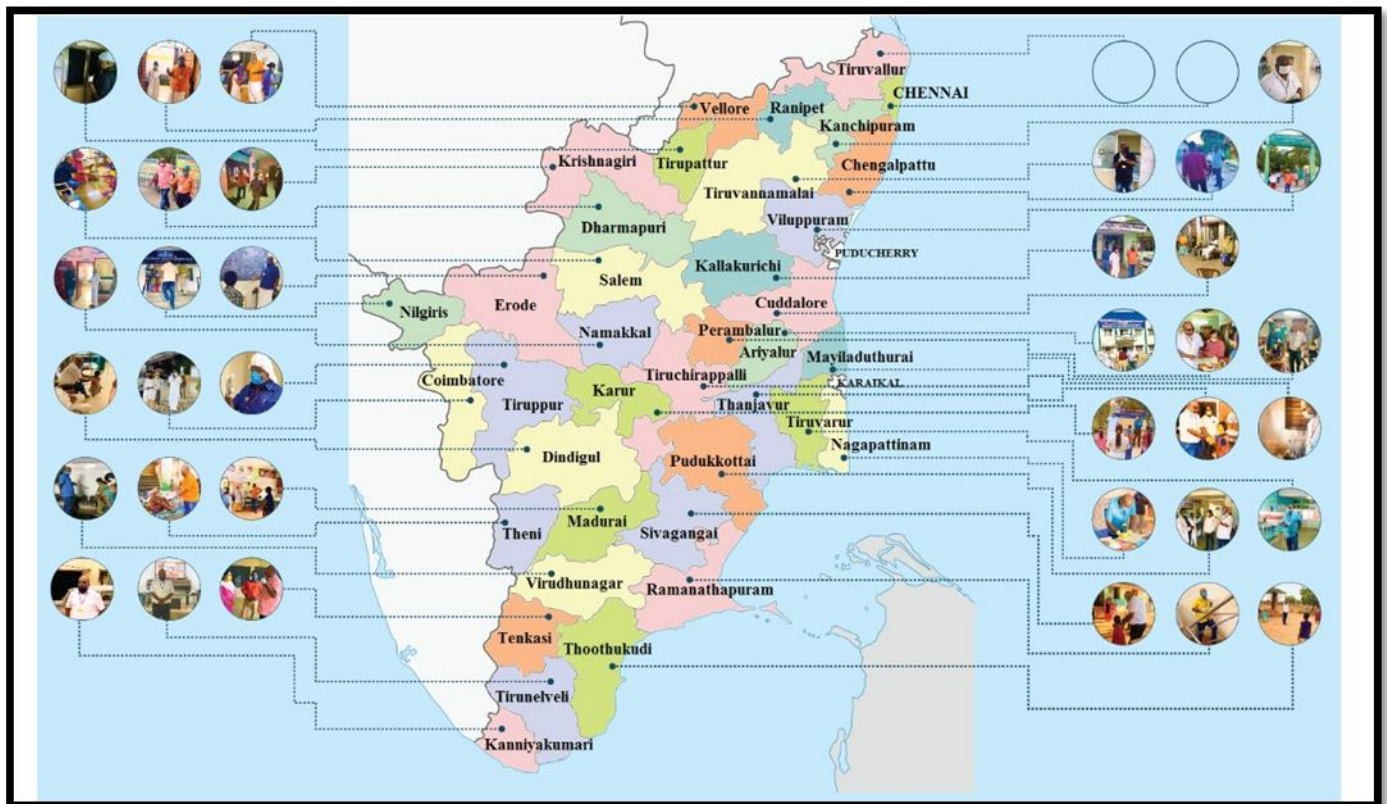 Tiruvallur
CHENNAI
Vellore
Ranipet
Kanchipuram
Krishnagiri
Tirupattur
Chengalpattu
Tiruvannamalai
Viluppuram
Dharmapuri
PUDUCHERRY
Kallakurichi
Salem
Erode
Cuddalore
Nilgiris
Namakkal
Perambalur
Ariyalur
Mayiladuthurai
Tiruchirappalli
Coimbatore
KARAIKAL
Karur
Thanjavur
Tiruppur
Tiruvarur
Nagapattinam
Dindigul
Pudukkottai
Madurai
Sivagangai
Theni
Virudhunagar
Ramanathapuram
Tenkasi
Thoothukudi
Tirunelveli
Kanniyakumari